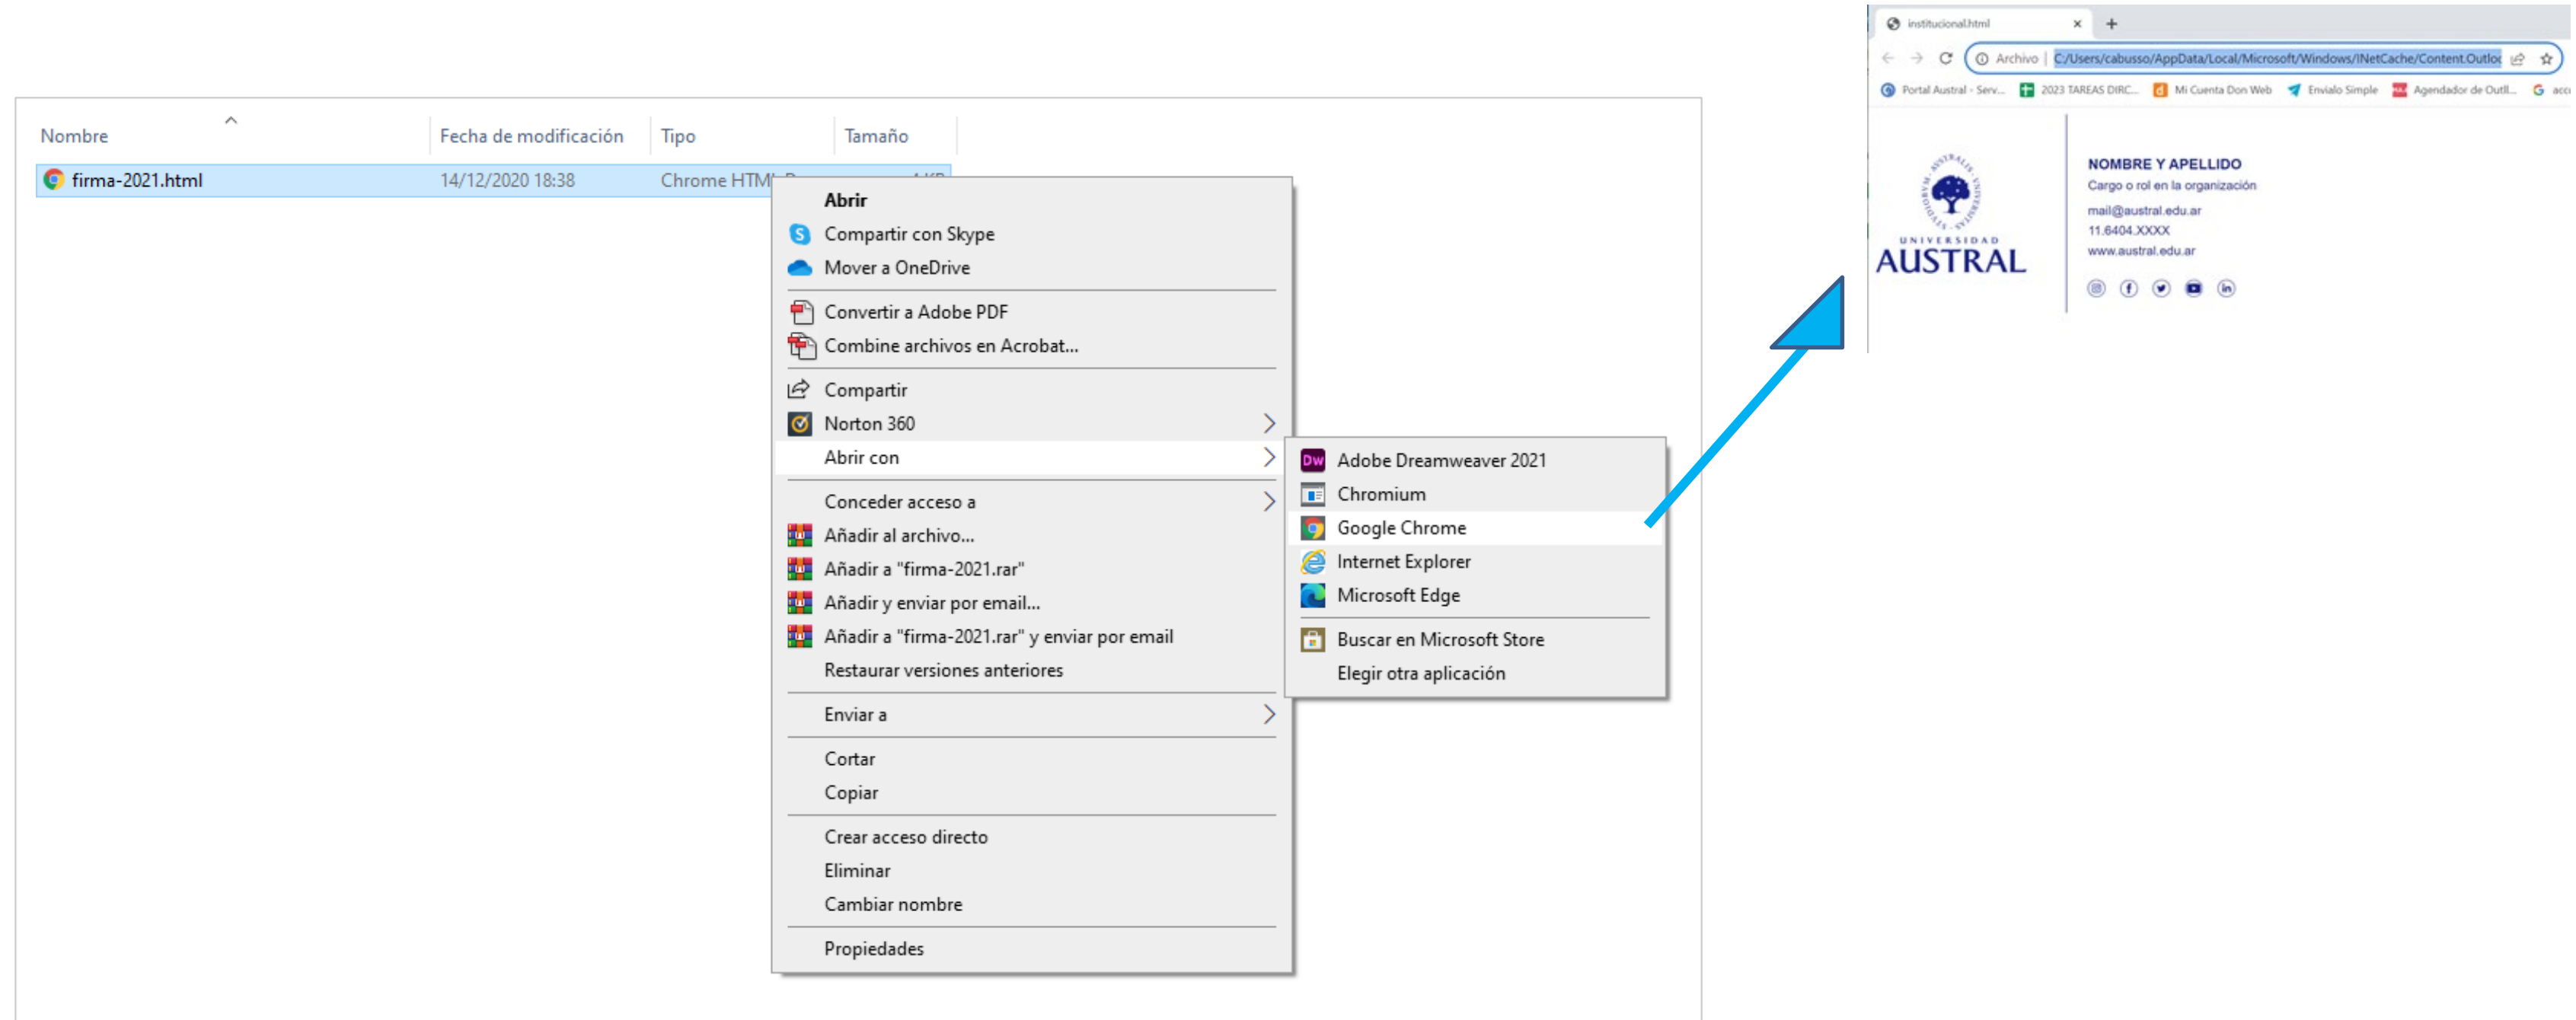 Nombre
Fecha de modificación
Tipo
Tamaño
firma-2021.html
14/12/2020 18:38
Chrome HTML
Abrir
Compartir con Skype
Mover a OneDrive
Convertir a Adobe PDF
Combine archivos en Acrobat...
Compartir
Norton 360
Abrir con
Conceder acceso a
Añadir al archivo...
Añadir a "firma-2021.rar"
Añadir y enviar por email...
Añadir a "firma-2021.rar" y enviar por email
Restaurar versiones anteriores
Enviar a
Cortar
Copiar
Crear acceso directo
Eliminar
Cambiar nombre
Propiedades
Dw Adobe Dreamweaver 2021
Chromium
Google Chrome
Internet Explorer
Microsoft Edge
Buscar en Microsoft Store
Elegir otra aplicación
institucional.html
Archivo | C:/Users/cabusso/AppData/Local/Microsoft/Windows/INetCache/Content.Outloc
Portal Austral - Serv... 2023 TAREAS DIRC... Mi Cuenta Don Web Envialo Simple Agendador de Outll... acc
UNIVERSIDAD
AUSTRAL
NOMBRE Y APELLIDO
Cargo o rol en la organización
mail@austral.edu.ar
11.6404.XXXX
www.austral.edu.ar